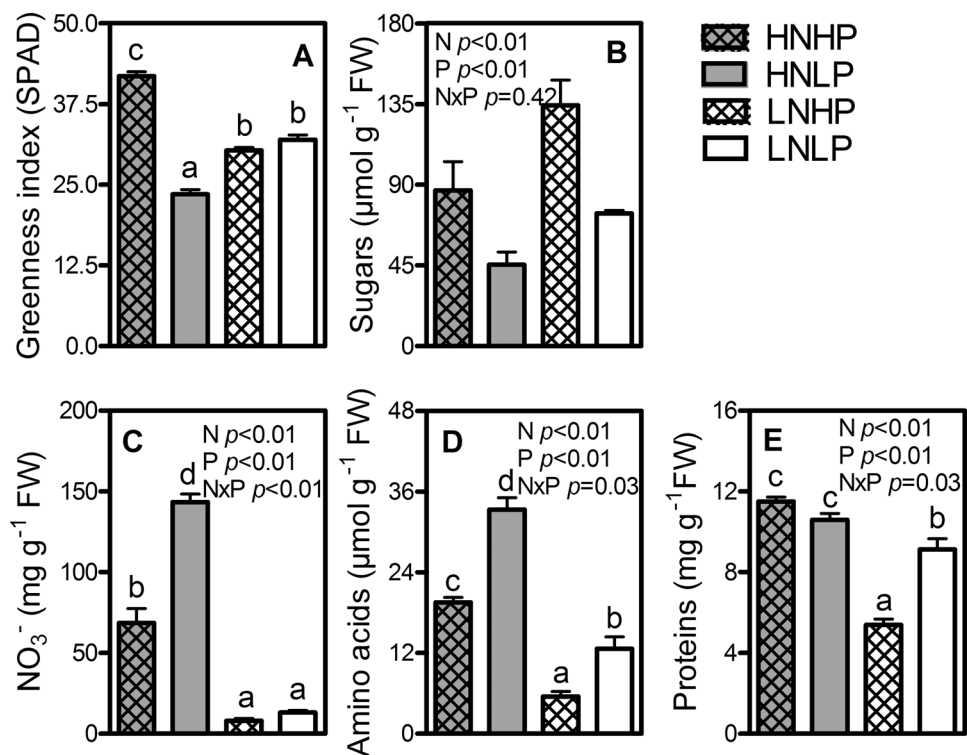 Greenness index (SPAD)
50.0
37.5
25.0
12.5
0.0
A
c
a
b
b
Sugars (µmol g⁻¹ FW)
180
135
90
45
0
N p<0.01
P p<0.01
NxP p=0.42
B
HNHP
HNLP
LNHP
LNLP
NO₃⁻ (mg g⁻¹ FW)
200
150
100
50
0
C
N p<0.01
P p<0.01
NxP p<0.01
b
d
a
a
Amino acids (µmol g⁻¹ FW)
48
36
24
12
0
D
N p<0.01
P p<0.01
NxP p=0.03
c
d
a
b
Proteins (mg g⁻¹FW)
16
12
8
4
0
E
N p<0.01
P p<0.01
NxP p=0.03
c
c
a
b